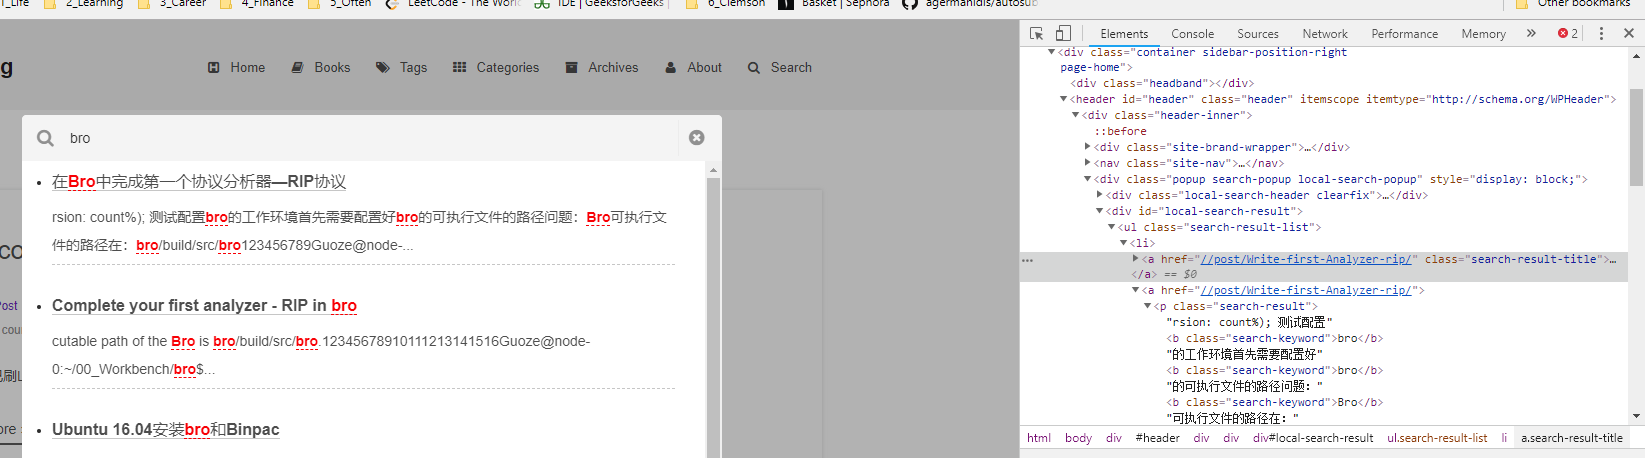 1_Life 2_Learning 3_Career 4_Finance 5_Often LeetCode - The World IDE | GeeksforGeeks 6_Clemson Basket | Sephora agermanidis/autosub Other bookmarks
g Home Books Tags Categories Archives About Search
bro
在Bro中完成第一个协议分析器—RIP协议
rsion: count%); 测试配置bro的工作环境首先需要配置好bro的可执行文件的路径问题：Bro可执行文
件的路径在：bro/build/src/bro123456789Guoze@node-...
Complete your first analyzer - RIP in bro
cutable path of the Bro is bro/build/src/bro.12345678910111213141516Guoze@node-
0:~/00_Workbench/bro$...
Ubuntu 16.04安装bro和Binpac
co
Post
coun
ore
Elements Console Sources Network Performance Memory » 2
<div class="container sidebar-position-right
page-home">
<div class="headband"></div>
<header id="header" class="header" itemscope itemtype="http://schema.org/WPHeader">
<div class="header-inner">
::before
<div class="site-brand-wrapper">…</div>
<nav class="site-nav">…</nav>
<div class="popup search-popup local-search-popup" style="display: block;">
<div class="local-search-header clearfix">…</div>
<div id="local-search-result">
<ul class="search-result-list">
<li>
… <a href="//post/Write-first-Analyzer-rip/" class="search-result-title">…
</a> == $0
<a href="//post/Write-first-Analyzer-rip/">
<p class="search-result">
"rsion: count%); 测试配置"
<b class="search-keyword">bro</b>
"的工作环境首先需要配置好"
<b class="search-keyword">bro</b>
"的可执行文件的路径问题："
<b class="search-keyword">Bro</b>
"可执行文件的路径在："
html body div #header div div div#local-search-result ul.search-result-list li a.search-result-title